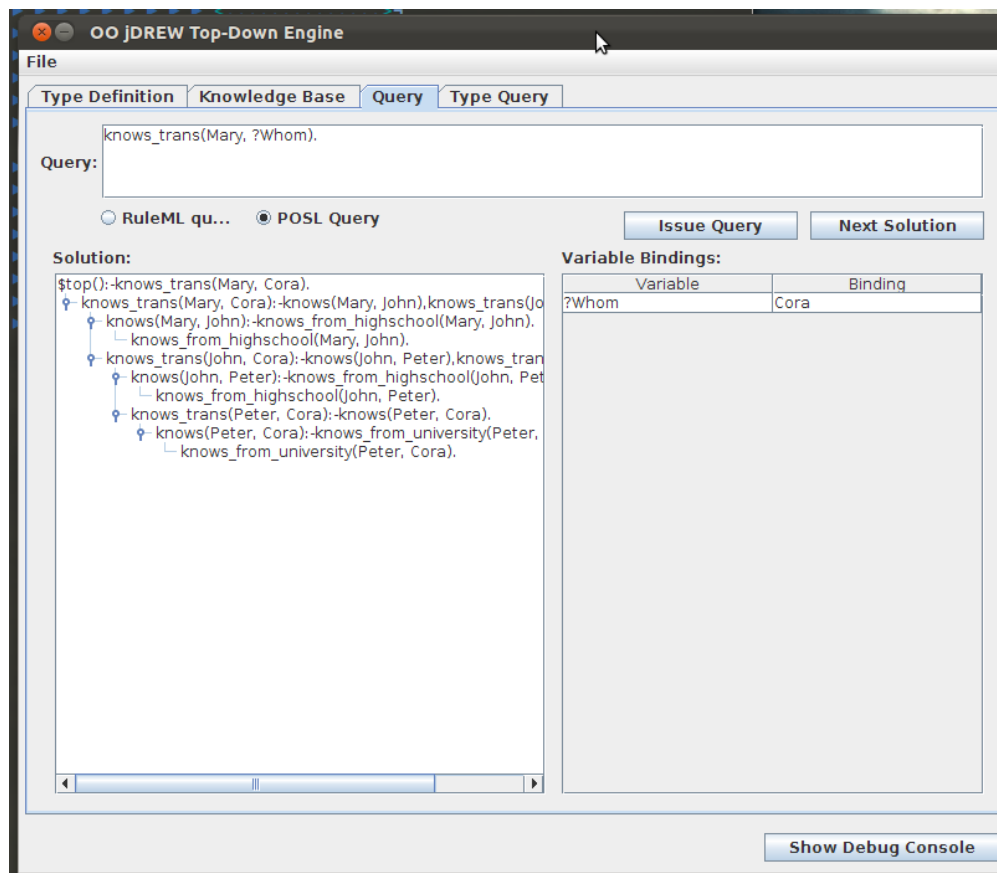 OO jDREW Top-Down Engine
File
Type Definition Knowledge Base Query Type Query
Query:
knows_trans(Mary, ?Whom).
RuleML qu... POSL Query
Issue Query Next Solution
Solution:
$top():-knows_trans(Mary, Cora).
knows_trans(Mary, Cora):-knows(Mary, John),knows_trans(Jo
knows(Mary, John):-knows_from_highschool(Mary, John).
knows_from_highschool(Mary, John).
knows_trans(John, Cora):-knows(John, Peter),knows_tran
knows(John, Peter):-knows_from_highschool(John, Pet
knows_from_highschool(John, Peter).
knows_trans(Peter, Cora):-knows(Peter, Cora).
knows(Peter, Cora):-knows_from_university(Peter,
knows_from_university(Peter, Cora).
Variable Bindings:
Variable Binding
?Whom Cora
Show Debug Console